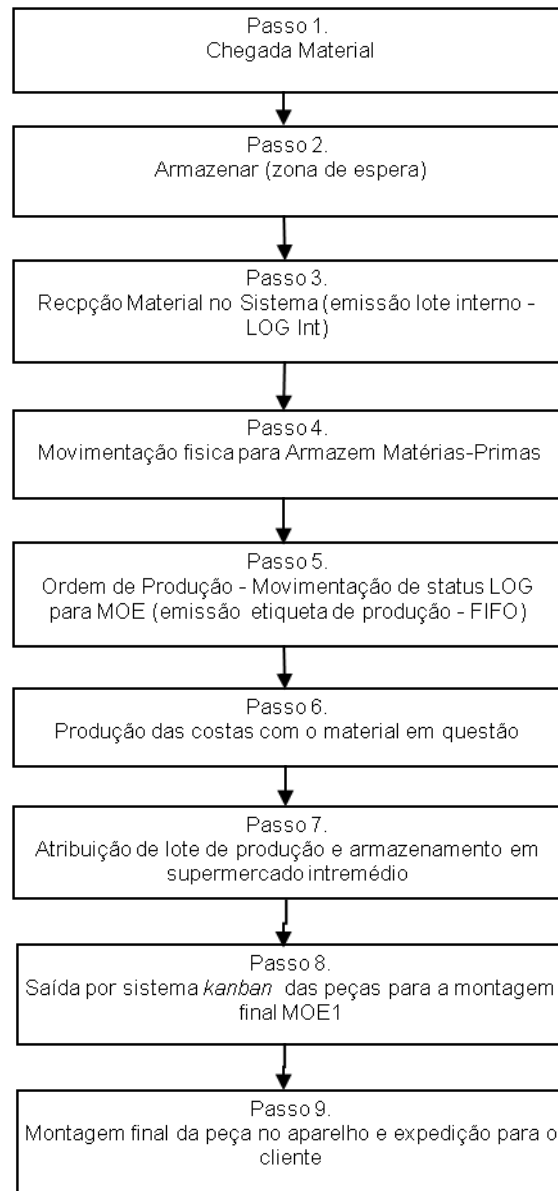 Passo 1.
Chegada Material
Passo 2.
Armazenar (zona de espera)
Passo 3.
Recpção Material no Sistema (emissão lote interno -
LOG Int)
Passo 4.
Movimentação fisica para Armazem Matérias-Primas
Passo 5.
Ordem de Produção - Movimentação de status LOG
para MOE (emissão etiqueta de produção - FIFO)
Passo 6.
Produção das costas com o material em questão
Passo 7.
Atribuição de lote de produção e armazenamento em
supermercado intremédio
Passo 8.
Saída por sistema kanban das peças para a montagem
final MOE1
Passo 9.
Montagem final da peça no aparelho e expedição para o
cliente